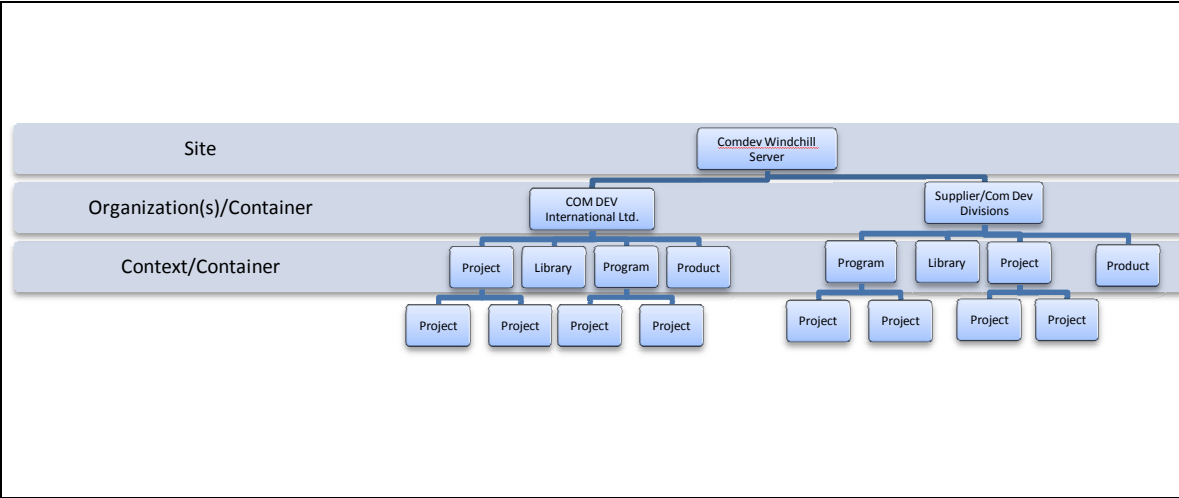 Site
Comdev Windchill
Server
Organization(s)/Container
COM DEV
International Ltd.
Supplier/Com Dev
Divisions
Context/Container
Project
Library
Program
Product
Program
Library
Project
Product
Project
Project
Project
Project
Project
Project
Project
Project